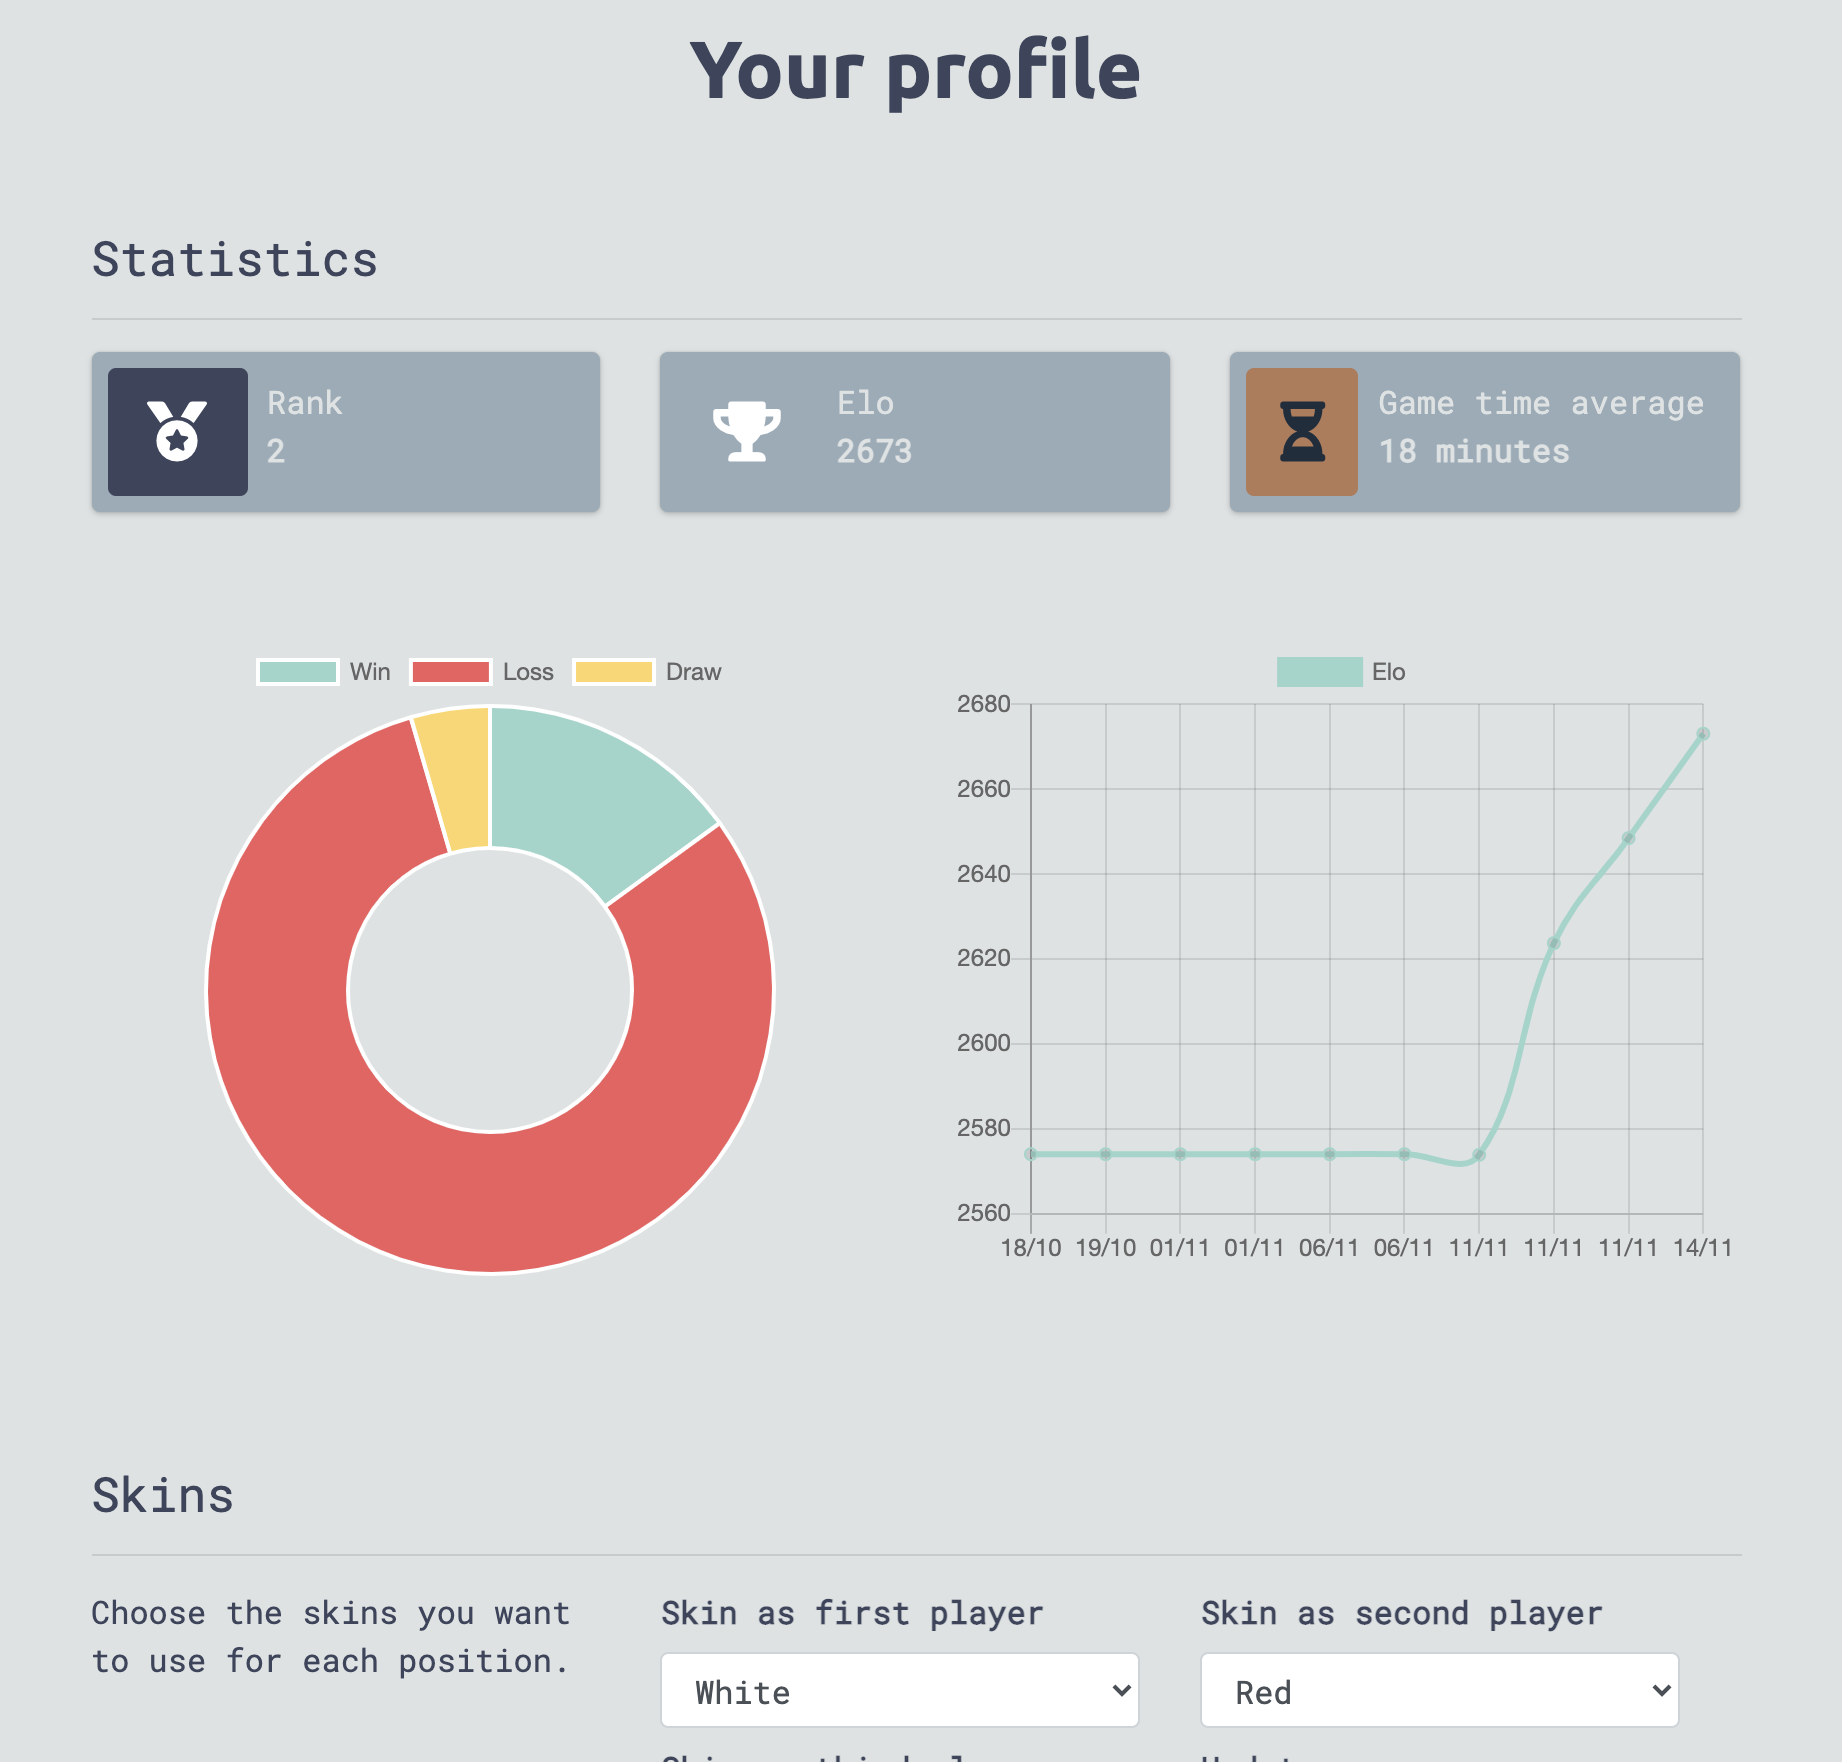 Your profile
Statistics
Rank
2
Elo
2673
Game time average
18 minutes
Win Loss Draw
Elo
2680
2660
2640
2620
2600
2580
2560
18/10 19/10 01/11 01/11 06/11 06/11 11/11 11/11 11/11 14/11
Skins
Choose the skins you want
to use for each position.
Skin as first player
White
Skin as second player
Red